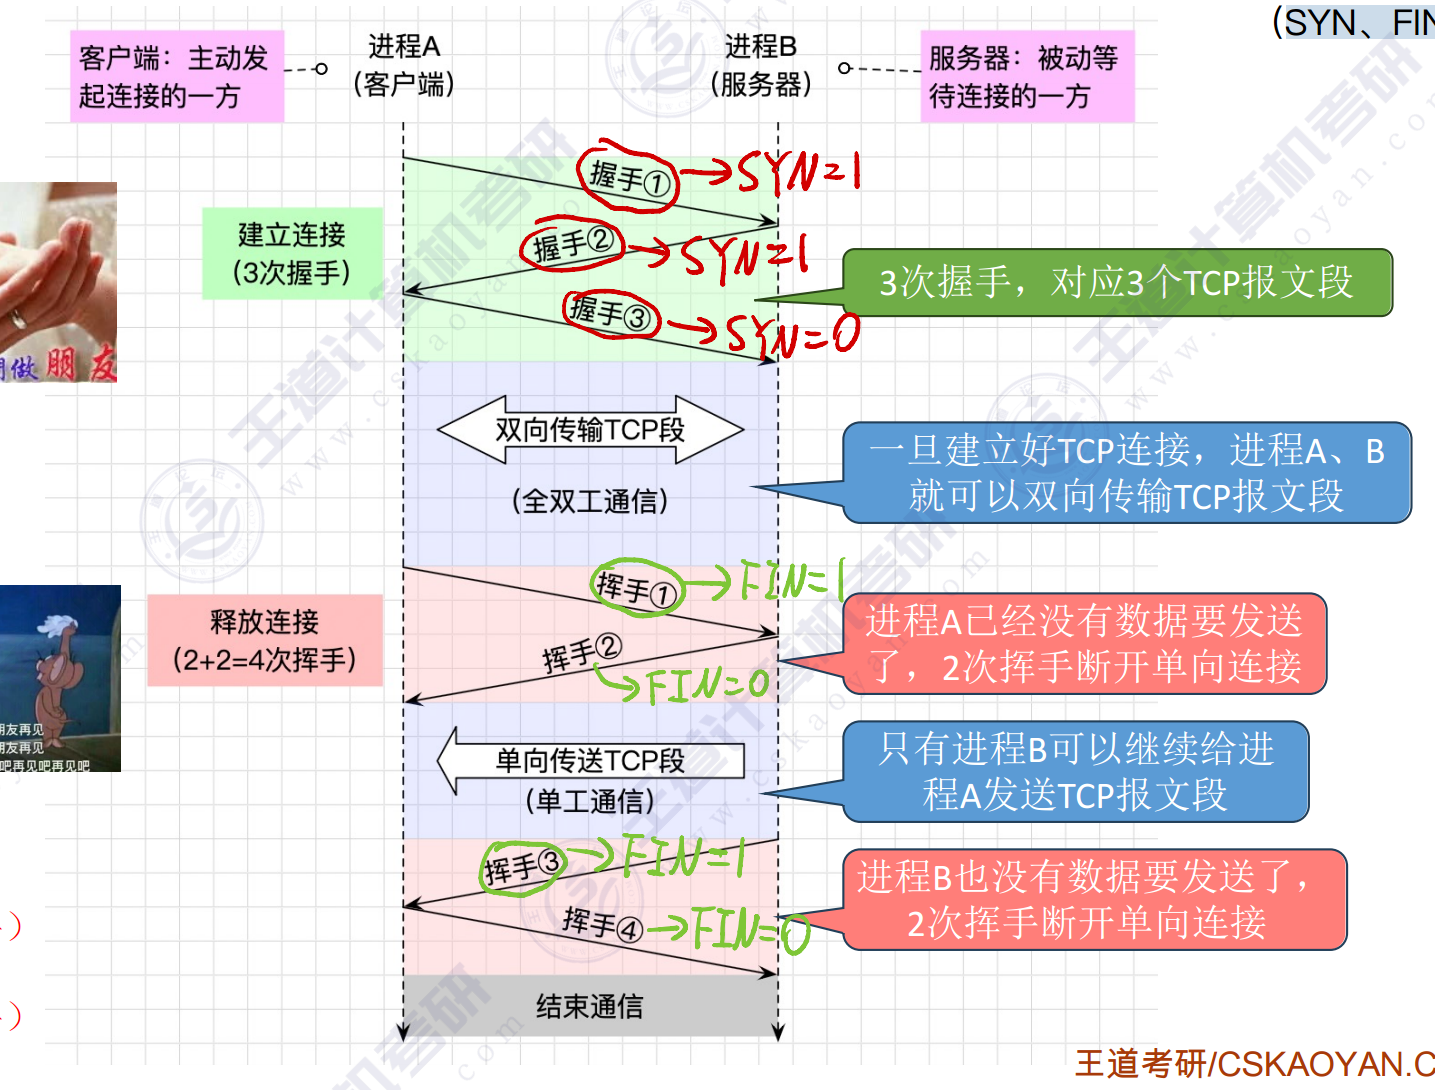 (SYN、FIN
客户端：主动发
起连接的一方
进程A
(客户端)
进程B
(服务器)
服务器：被动等
待连接的一方
握手①
→SYN=1
建立连接
(3次握手)
握手②
→SYN=1
3次握手，对应3个TCP报文段
握手③
→SYN=0
做 朋 友
双向传输TCP段
(全双工通信)
一旦建立好TCP连接，进程A、B
就可以双向传输TCP报文段
挥手①
→FIN=1
释放连接
(2+2=4次挥手)
挥手②
→FIN=0
进程A已经没有数据要发送
了，2次挥手断开单向连接
朋友再见
朋友再见
吧再见吧再见吧
单向传送TCP段
(单工通信)
只有进程B可以继续给进
程A发送TCP报文段
挥手③
→FIN=1
挥手④
→FIN=0
进程B也没有数据要发送了，
2次挥手断开单向连接
)
)
结束通信
王道考研/CSKAOYAN.C
王道计算机考研
www.cskaoyan.com